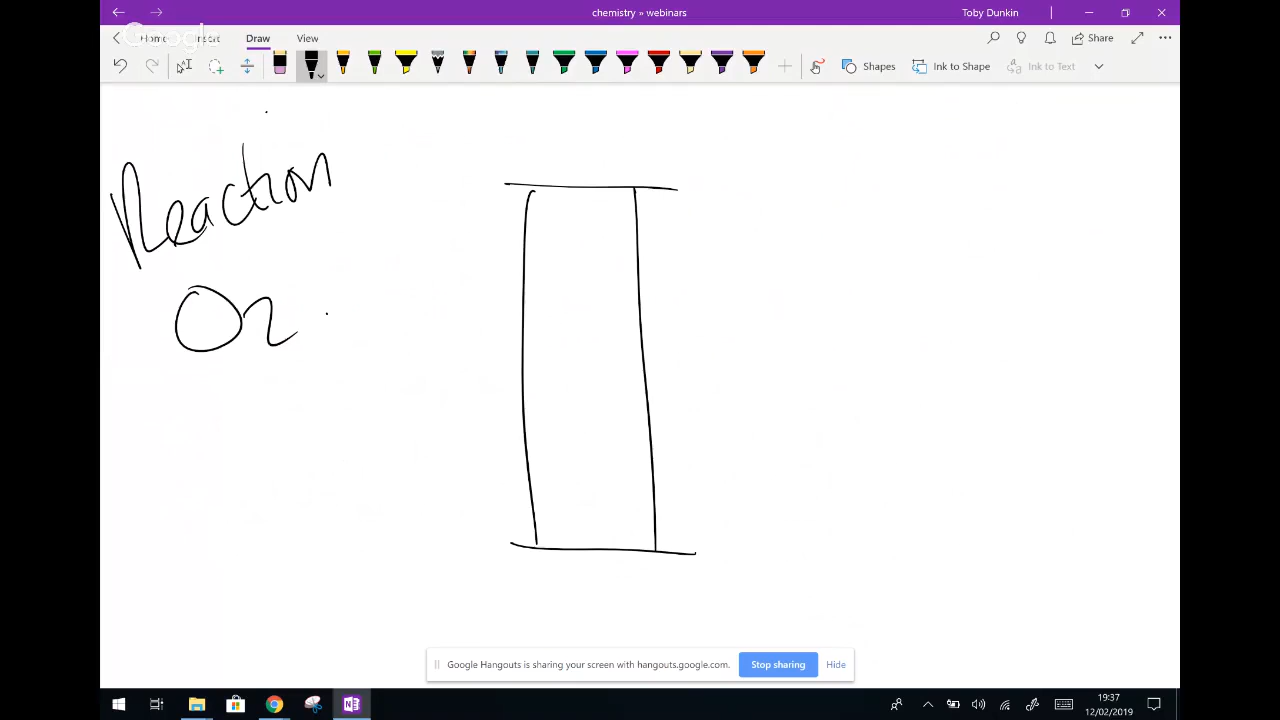 chemistry » webinars
Toby Dunkin
Google
Home Insert Draw View
Share
Shapes Ink to Shape Ink to Text
Reaction
O2
Google Hangouts is sharing your screen with hangouts.google.com. Stop sharing Hide
19:37
12/02/2019